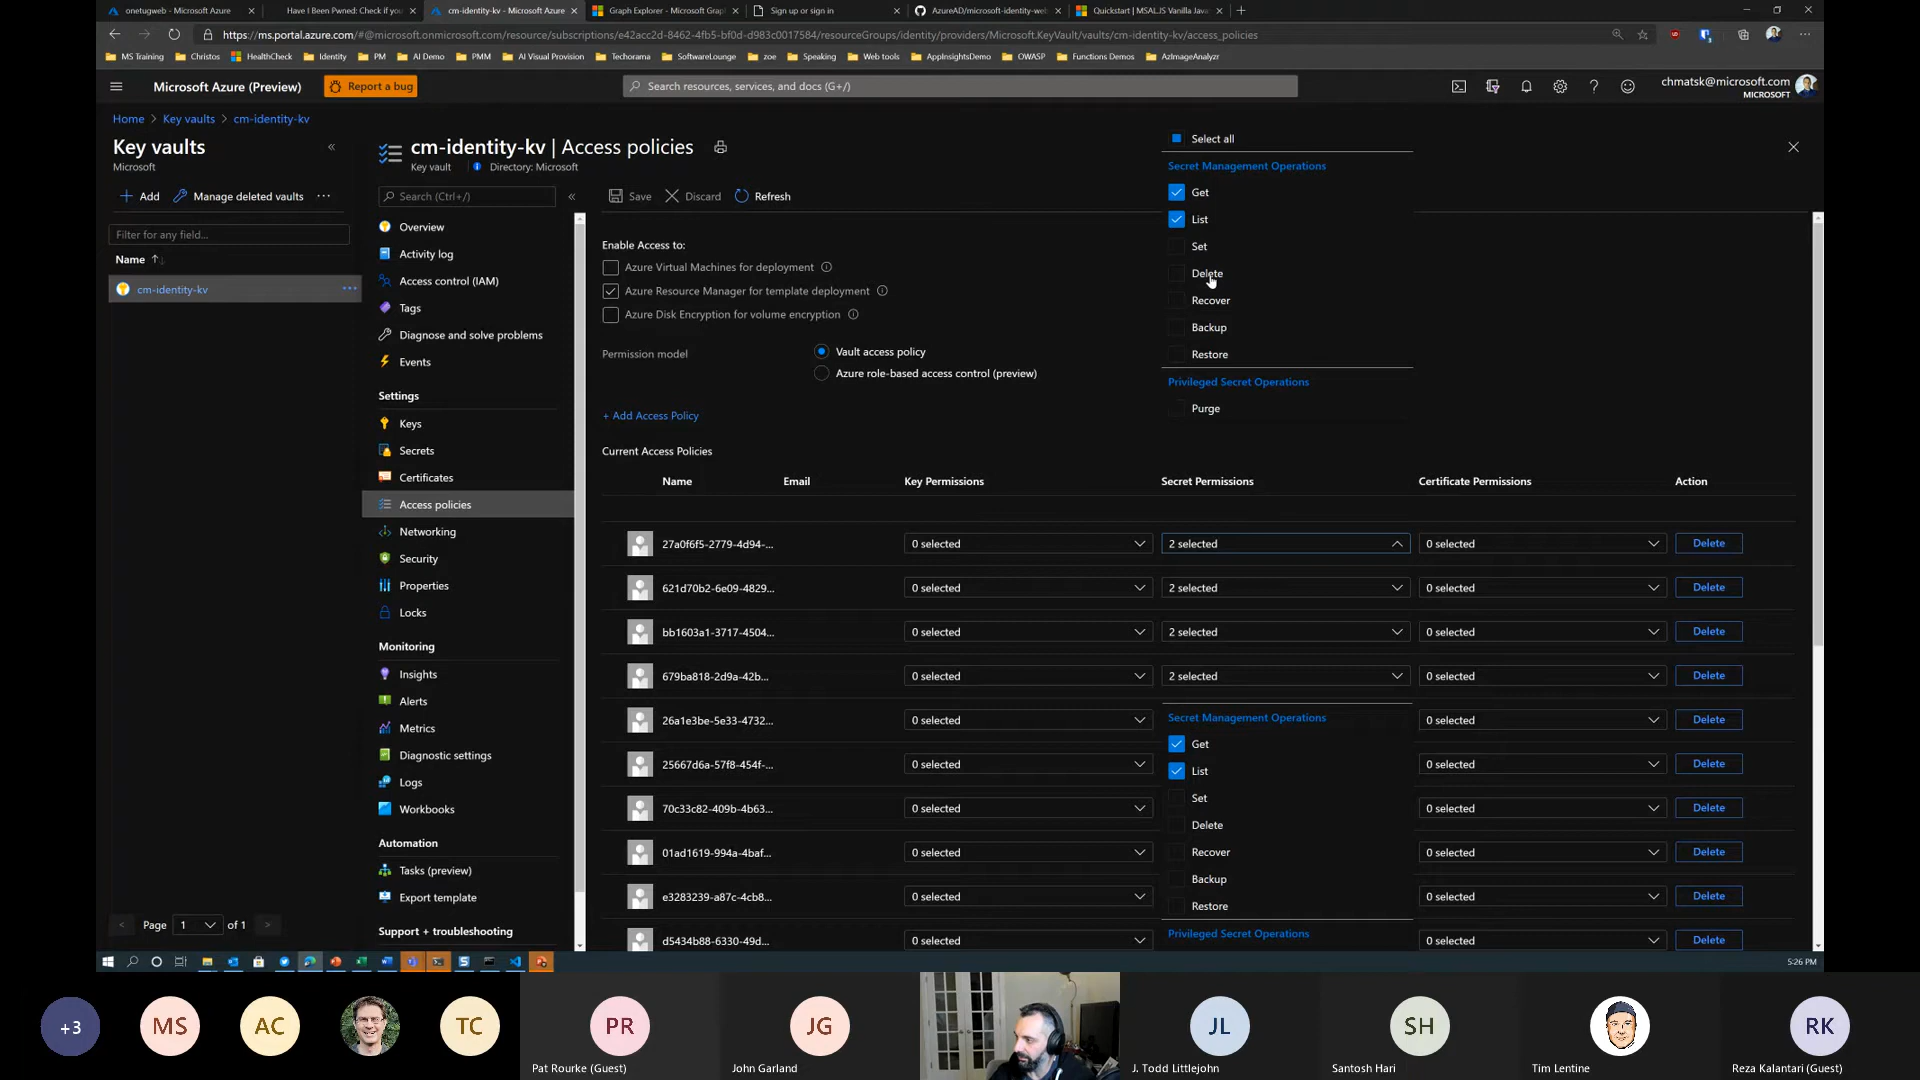 onetugweb - Microsoft Azure
Have I Been Pwned: Check if you
cm-identity-kv - Microsoft Azure
Graph Explorer - Microsoft Grap
Sign up or sign in
AzureAD/microsoft-identity-web
Quickstart | MSAL.JS Vanilla Java
https://ms.portal.azure.com/#@microsoft.onmicrosoft.com/resource/subscriptions/e42acc2d-8462-4fb5-bf0d-d983c0017584/resourceGroups/identity/providers/Microsoft.KeyVault/vaults/cm-identity-kv/access_policies
MS Training
Christos
HealthCheck
Identity
PM
AI Demo
PMM
AI Visual Provision
Techorama
SoftwareLounge
zoe
Speaking
Web tools
AppInsightsDemo
OWASP
Functions Demos
AzImageAnalyzr
Microsoft Azure (Preview)
Report a bug
Search resources, services, and docs (G+/)
chmatsk@microsoft.com
MICROSOFT
Home > Key vaults > cm-identity-kv
Key vaults
Microsoft
+ Add
Manage deleted vaults
Filter for any field...
Name ↑
cm-identity-kv
Page 1 of 1
cm-identity-kv | Access policies
Key vault
Directory: Microsoft
Search (Ctrl+/)
Overview
Activity log
Access control (IAM)
Tags
Diagnose and solve problems
Events
Settings
Keys
Secrets
Certificates
Access policies
Networking
Security
Properties
Locks
Monitoring
Insights
Alerts
Metrics
Diagnostic settings
Logs
Workbooks
Automation
Tasks (preview)
Export template
Support + troubleshooting
Save
Discard
Refresh
Enable Access to:
Azure Virtual Machines for deployment
Azure Resource Manager for template deployment
Azure Disk Encryption for volume encryption
Permission model
Vault access policy
Azure role-based access control (preview)
+ Add Access Policy
Current Access Policies
Select all
Secret Management Operations
Get
List
Set
Delete
Recover
Backup
Restore
Privileged Secret Operations
Purge
Name Email Key Permissions Secret Permissions Certificate Permissions Action
27a0f6f5-2779-4d94-... 0 selected 2 selected 0 selected Delete
621d70b2-6e09-4829... 0 selected 2 selected 0 selected Delete
bb1603a1-3717-4504... 0 selected 2 selected 0 selected Delete
679ba818-2d9a-42b... 0 selected 2 selected 0 selected Delete
26a1e3be-5e33-4732... 0 selected 0 selected Delete
25667d6a-57f8-454f-... 0 selected 0 selected Delete
70c33c82-409b-4b63... 0 selected 0 selected Delete
01ad1619-994a-4baf... 0 selected 0 selected Delete
e3283239-a87c-4cb8... 0 selected 0 selected Delete
d5434b88-6330-49d... 0 selected 0 selected Delete
Secret Management Operations
Get
List
Set
Delete
Recover
Backup
Restore
Privileged Secret Operations
5:26 PM
+3
MS
AC
TC
PR
Pat Rourke (Guest)
JG
John Garland
JL
J. Todd Littlejohn
SH
Santosh Hari
Tim Lentine
RK
Reza Kalantari (Guest)